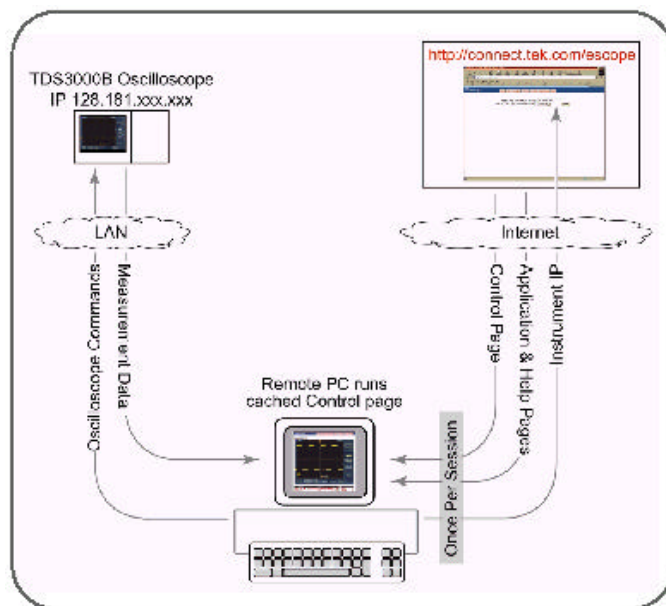 http://connect.tek.com/escope
TDS3000B Oscilloscope
IP 128.181.xxx.xxx
LAN
Internet
Oscilloscope Commands
Measurement Data
Control Page
Application & Help Pages
Instrument IP
Remote PC runs
cached Control page
Once Per Session